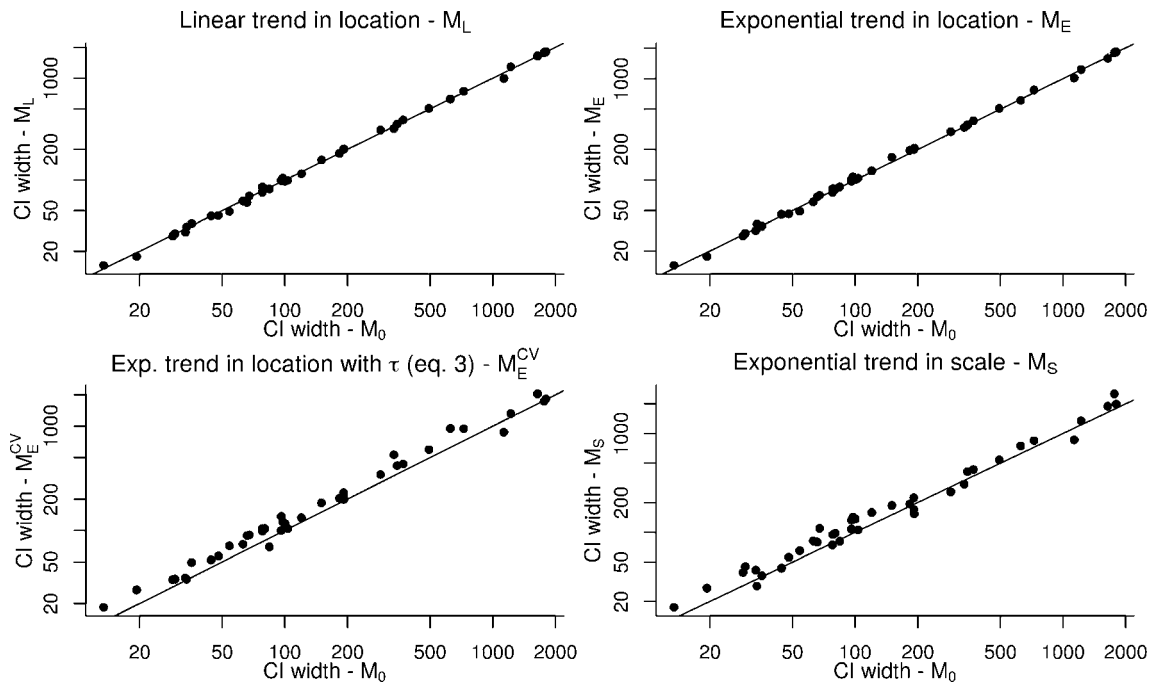 Linear trend in location - M_L
CI width - M_L
1000
200
50
20
20 50 100 200 500 1000 2000
CI width - M_0
Exponential trend in location - M_E
CI width - M_E
1000
200
50
20
20 50 100 200 500 1000 2000
CI width - M_0
Exp. trend in location with τ (eq. 3) - M_E^CV
CI width - M_E^CV
1000
200
50
20
20 50 100 200 500 1000 2000
CI width - M_0
Exponential trend in scale - M_S
CI width - M_S
1000
200
50
20
20 50 100 200 500 1000 2000
CI width - M_0